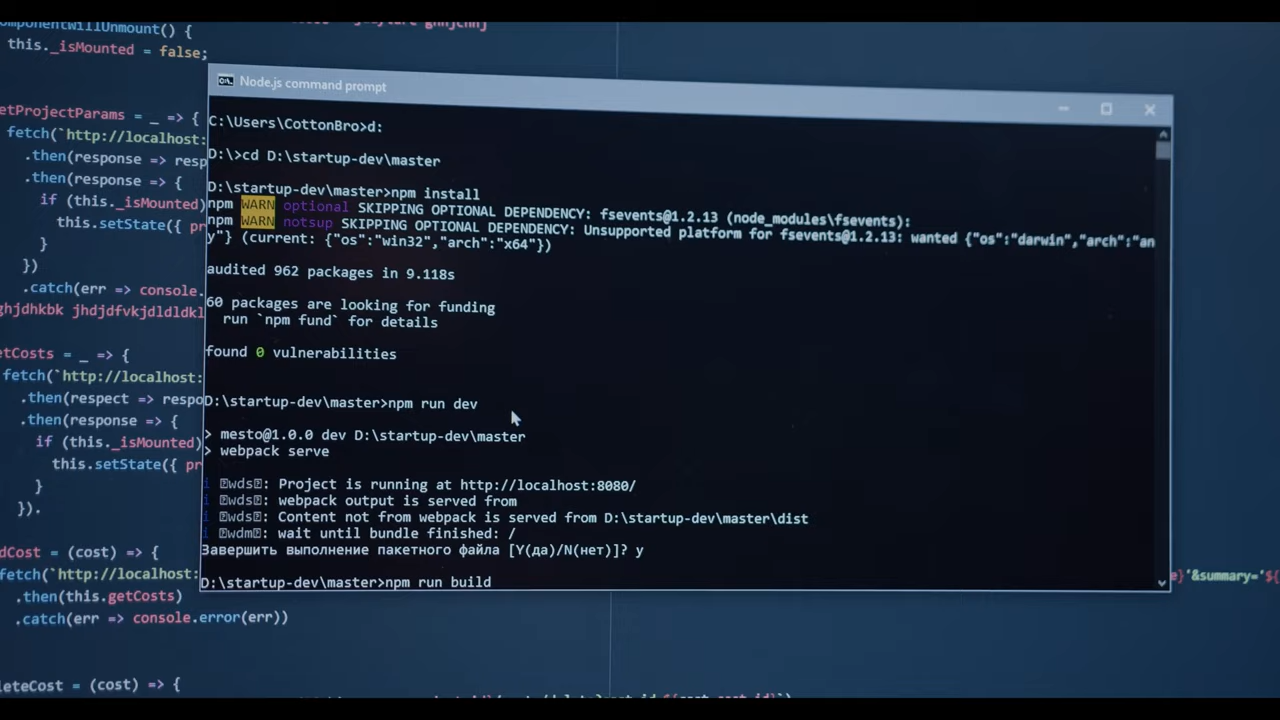 omponentWillUnmount() {
this._isMounted = false;
etProjectParams = _ => {
fetch(`http://localhost:
.then(response => resp
.then(response => {
if (this._isMounted)
this.setState({ pr
}
})
.catch(err => console.
ghjdhkbk jhdjdfvkjdldldkl
etCosts = _ => {
fetch(`http://localhost:
.then(respect => respo
.then(response => {
if (this._isMounted)
this.setState({ pr
}
}).
dCost = (cost) => {
fetch(`http://localhost:
.then(this.getCosts)
.catch(err => console.error(err))
leteCost = (cost) => {
Node.js command prompt
C:\Users\CottonBro>d:
D:\>cd D:\startup-dev\master
D:\startup-dev\master>npm install
npm WARN optional SKIPPING OPTIONAL DEPENDENCY: fsevents@1.2.13 (node_modules\fsevents):
npm WARN notsup SKIPPING OPTIONAL DEPENDENCY: Unsupported platform for fsevents@1.2.13: wanted {"os":"darwin","arch":"an
y"} (current: {"os":"win32","arch":"x64"})
audited 962 packages in 9.118s
60 packages are looking for funding
run `npm fund` for details
found 0 vulnerabilities
D:\startup-dev\master>npm run dev
> mesto@1.0.0 dev D:\startup-dev\master
> webpack serve
i ⍰wds⍰: Project is running at http://localhost:8080/
i ⍰wds⍰: webpack output is served from
i ⍰wds⍰: Content not from webpack is served from D:\startup-dev\master\dist
i ⍰wdm⍰: wait until bundle finished: /
Завершить выполнение пакетного файла [Y(да)/N(нет)]? y
D:\startup-dev\master>npm run build
}'&summary='${